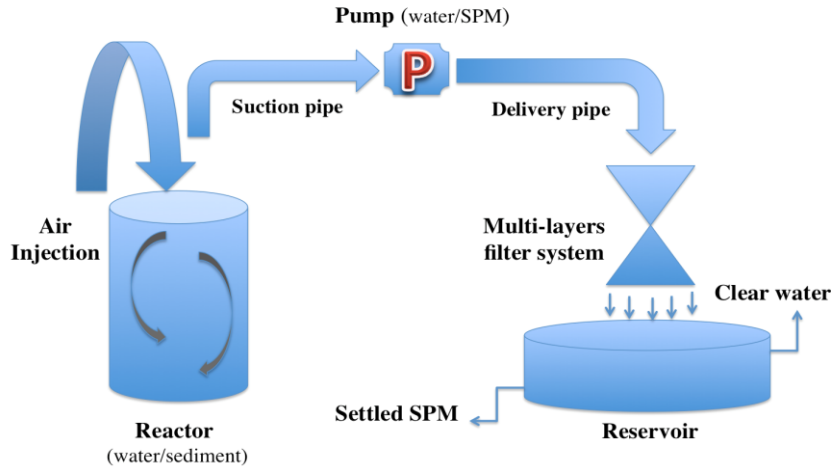 Pump (water/SPM)
P
Suction pipe
Delivery pipe
Air
Injection
Multi-layers
filter system
Clear water
Settled SPM
Reactor
(water/sediment)
Reservoir